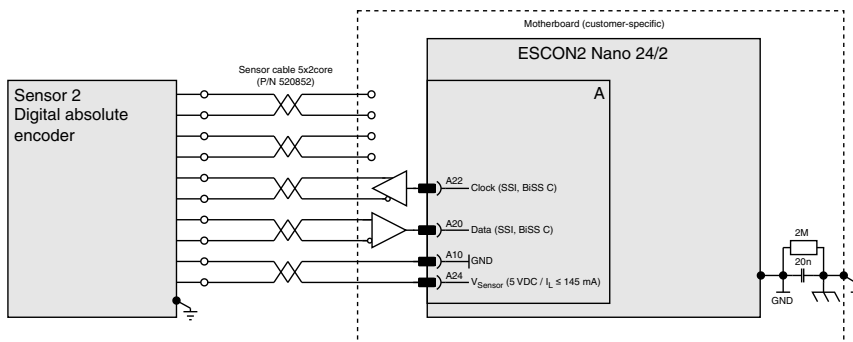 Motherboard (customer-specific)
ESCON2 Nano 24/2
Sensor cable 5x2core
(P/N 520852)
Sensor 2
Digital absolute
encoder
A
A22
Clock (SSI, BiSS C)
A20
Data (SSI, BiSS C)
A10
GND
A24
VSensor (5 VDC / IL ≤ 145 mA)
2M
20n
GND